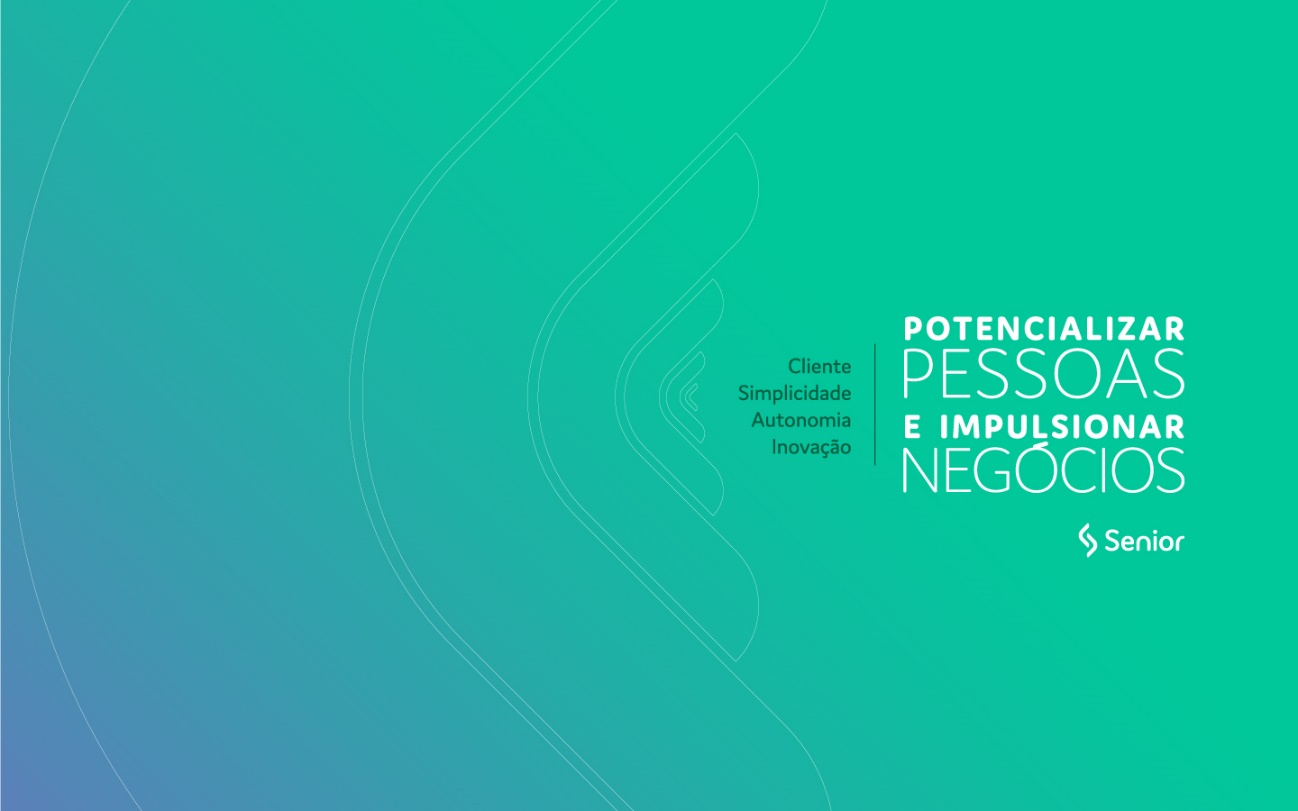 Cliente
Simplicidade
Autonomia
Inovação
POTENCIALIZAR
PESSOAS
E IMPULSIONAR
NEGÓCIOS
Senior